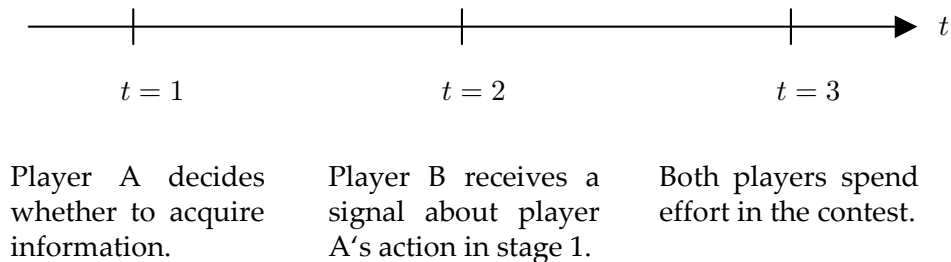 t
t = 1
t = 2
t = 3
Player A decides whether to acquire information.
Player B receives a signal about player A‘s action in stage 1.
Both players spend effort in the contest.